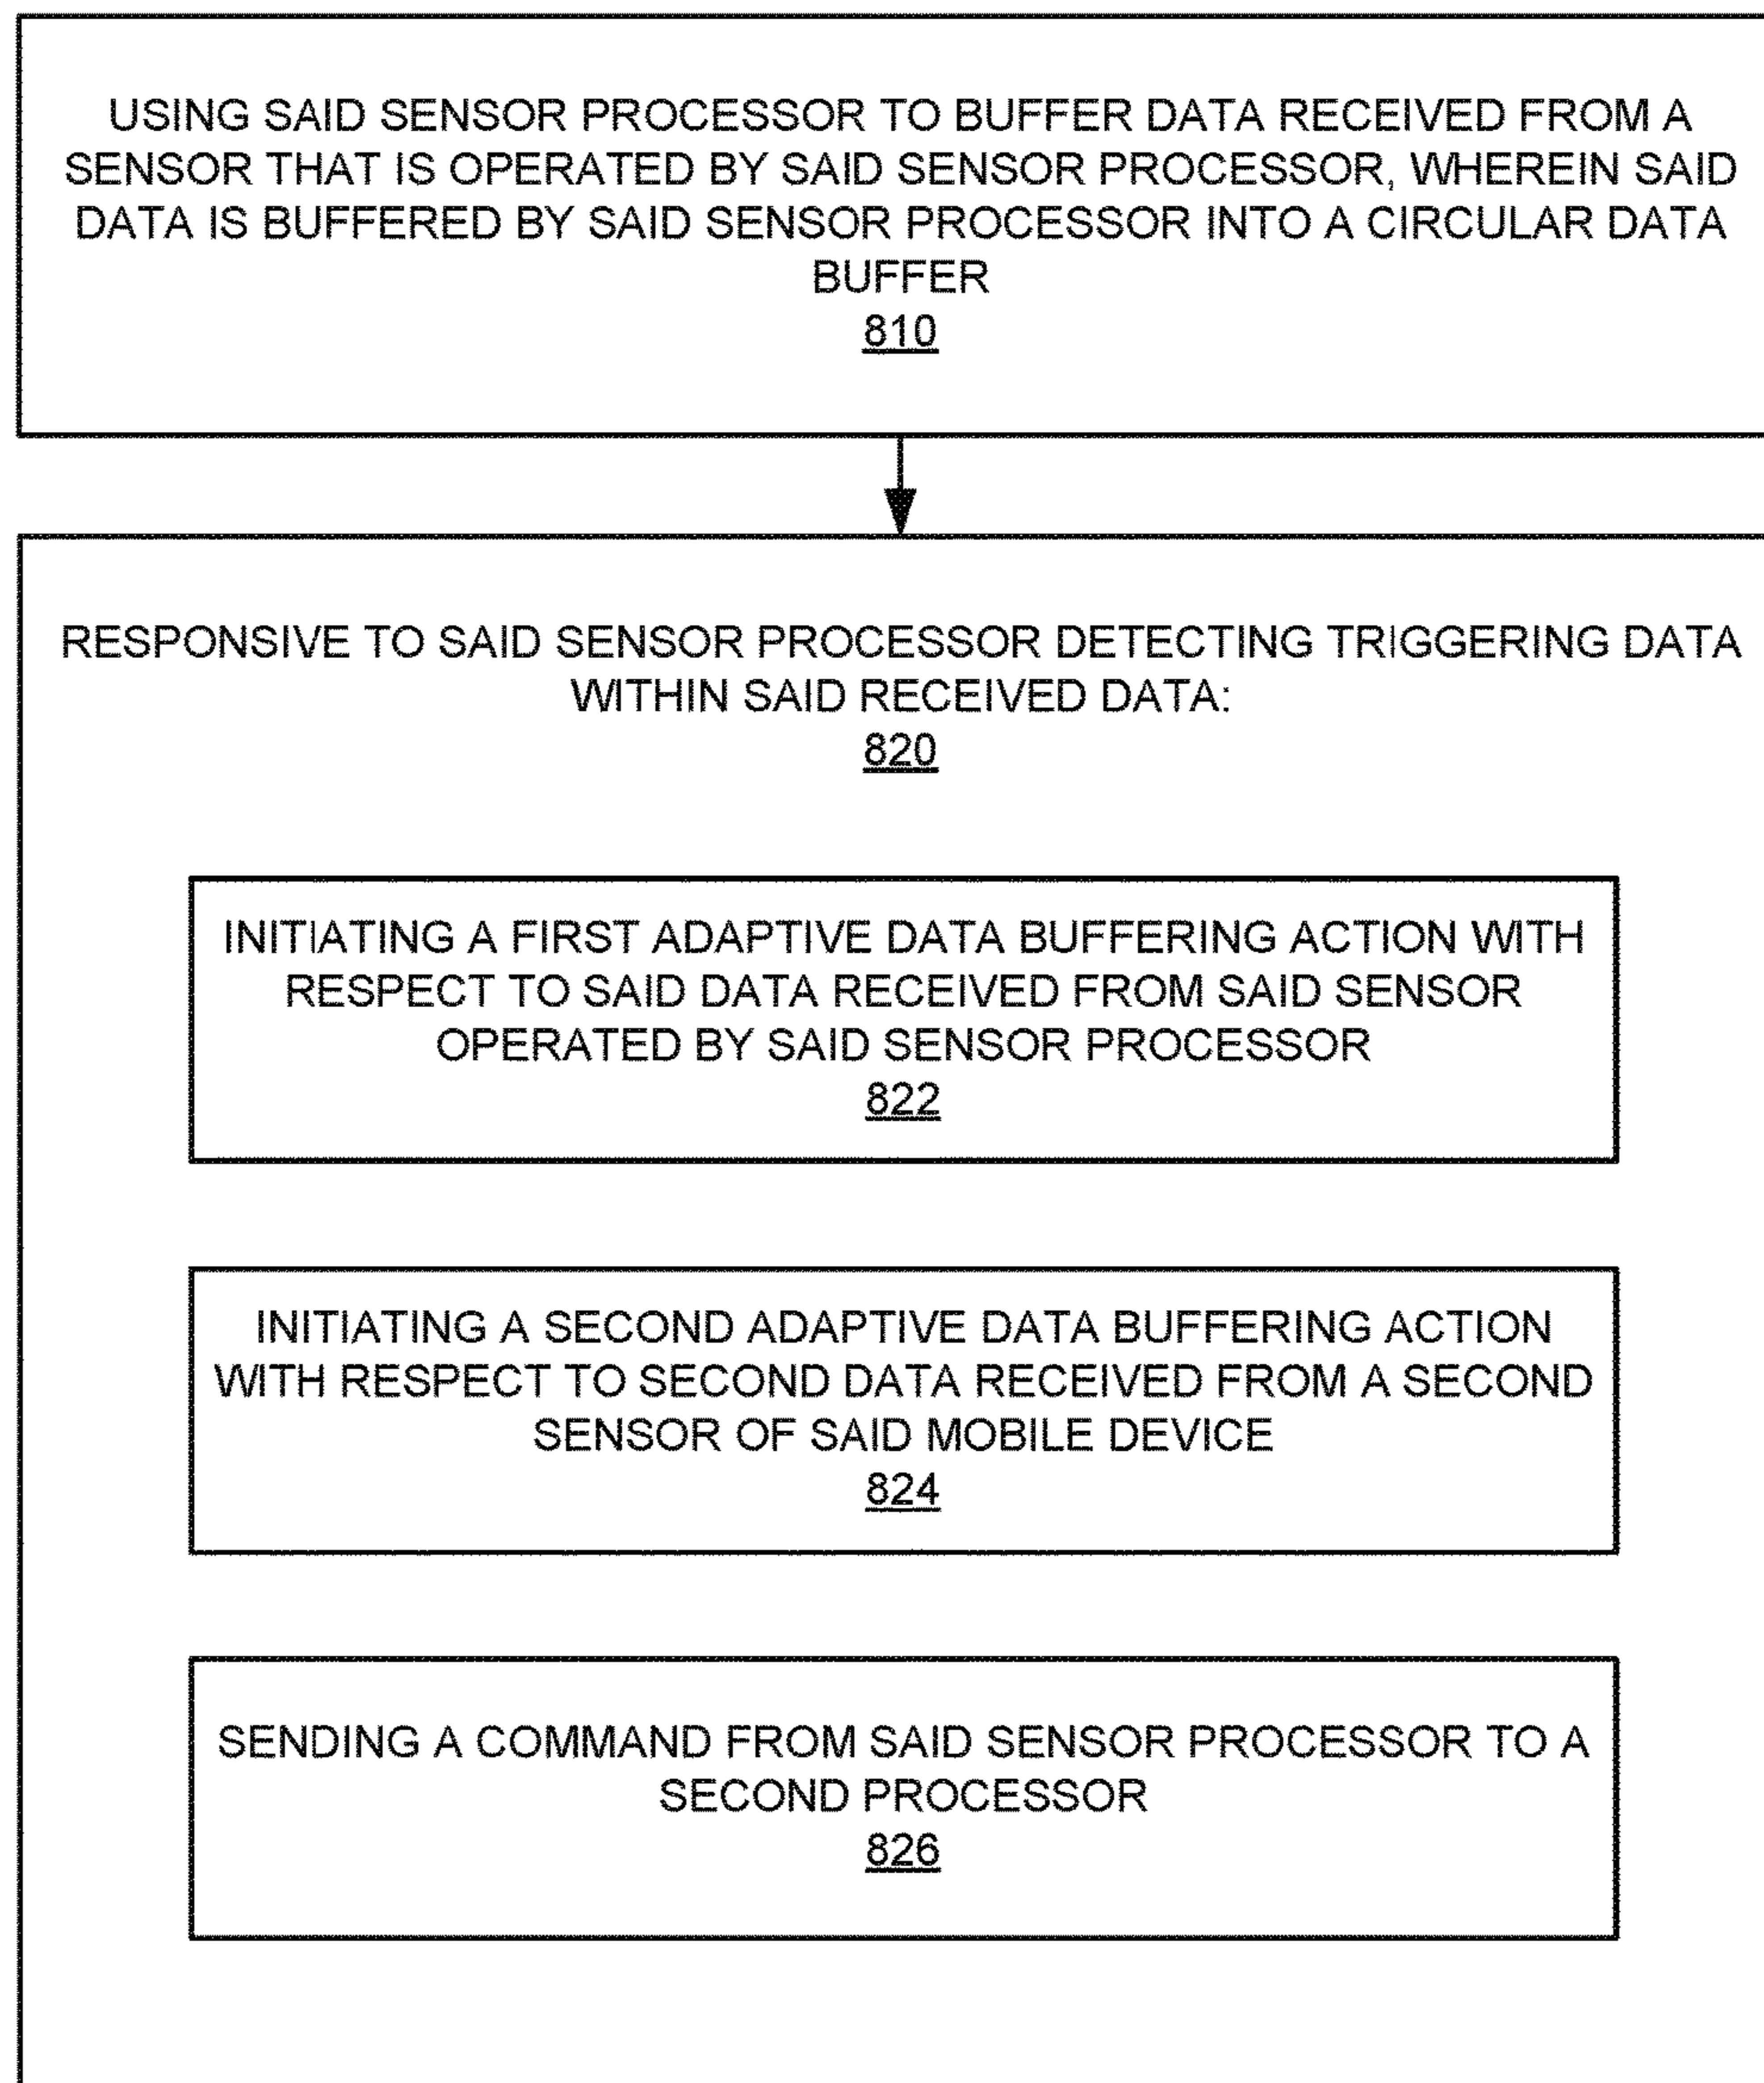 USING SAID SENSOR PROCESSOR TO BUFFER DATA RECEIVED FROM A
SENSOR THAT IS OPERATED BY SAID SENSOR PROCESSOR, WHEREIN SAID
DATA IS BUFFERED BY SAID SENSOR PROCESSOR INTO A CIRCULAR DATA
BUFFER
810
RESPONSIVE TO SAID SENSOR PROCESSOR DETECTING TRIGGERING DATA
WITHIN SAID RECEIVED DATA:
820
INITIATING A FIRST ADAPTIVE DATA BUFFERING ACTION WITH
RESPECT TO SAID DATA RECEIVED FROM SAID SENSOR
OPERATED BY SAID SENSOR PROCESSOR
822
INITIATING A SECOND ADAPTIVE DATA BUFFERING ACTION
WITH RESPECT TO SECOND DATA RECEIVED FROM A SECOND
SENSOR OF SAID MOBILE DEVICE
824
SENDING A COMMAND FROM SAID SENSOR PROCESSOR TO A
SECOND PROCESSOR
826